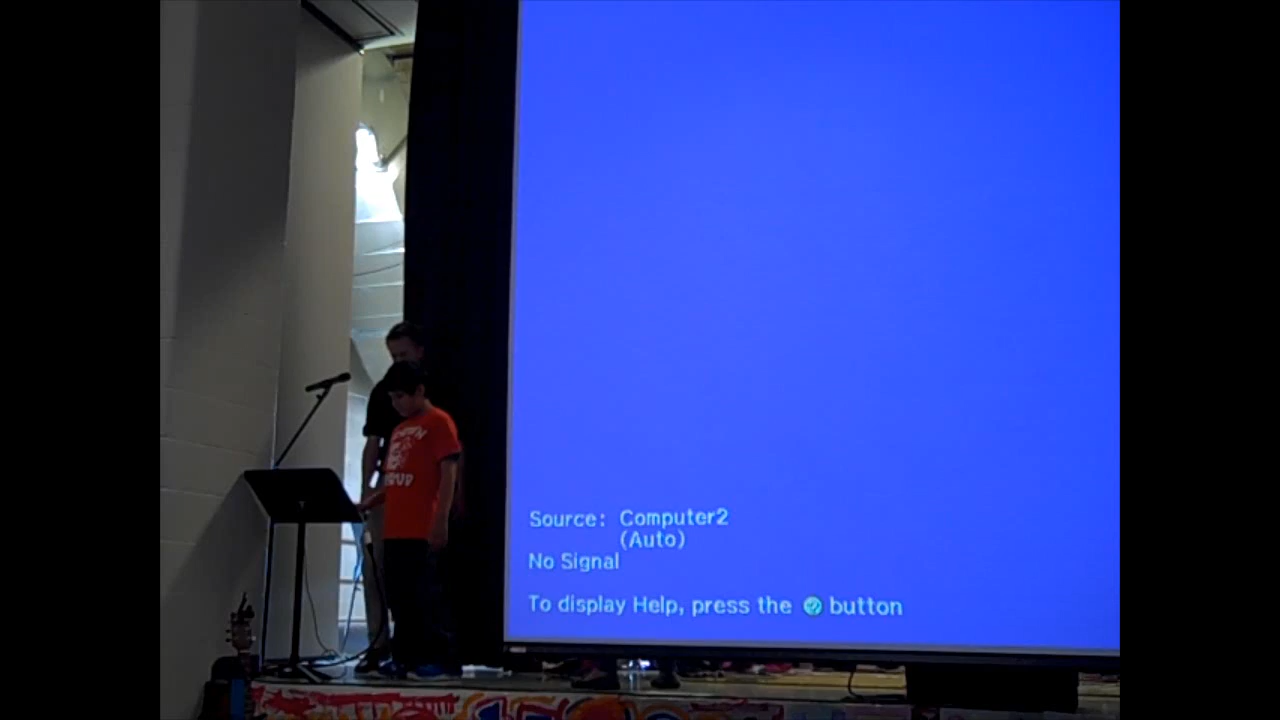 Source: Computer2
(Auto)
No Signal
To display Help, press the ? button